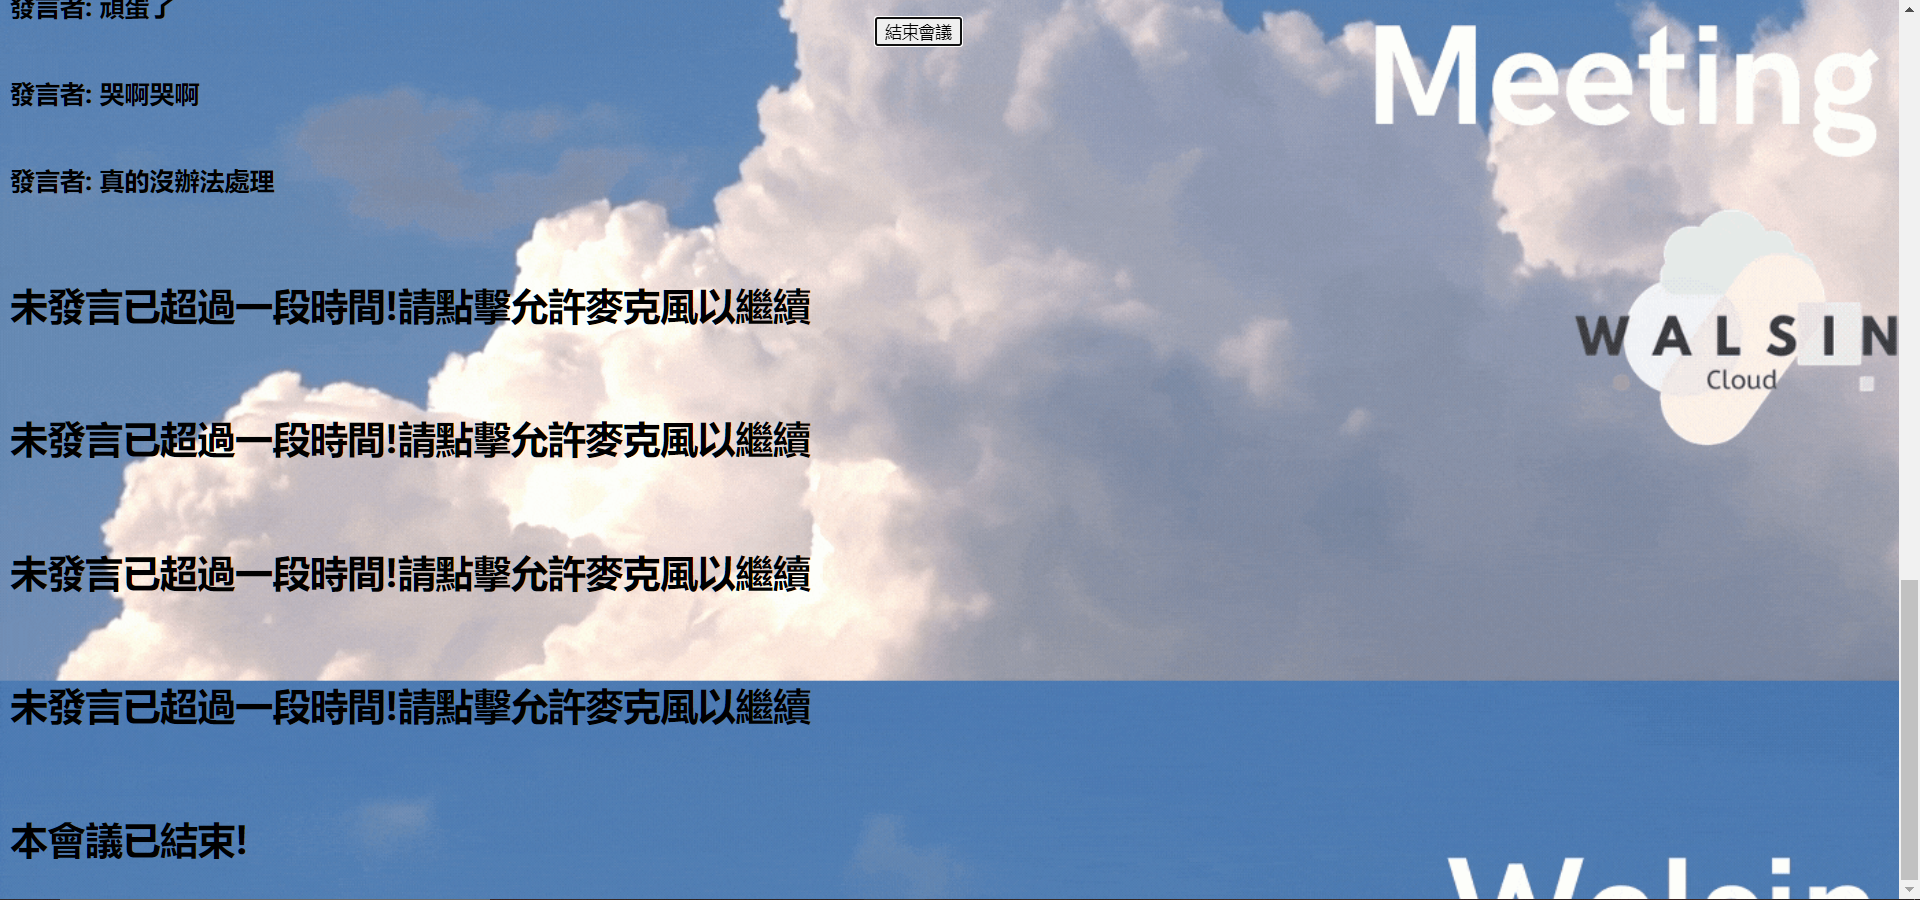 發言者: 頑蛋了
結束會議
Meeting
發言者: 哭啊哭啊
發言者: 真的沒辦法處理
未發言已超過一段時間!請點擊允許麥克風以繼續
WALSIN
Cloud
未發言已超過一段時間!請點擊允許麥克風以繼續
未發言已超過一段時間!請點擊允許麥克風以繼續
未發言已超過一段時間!請點擊允許麥克風以繼續
本會議已結束!
Walsin